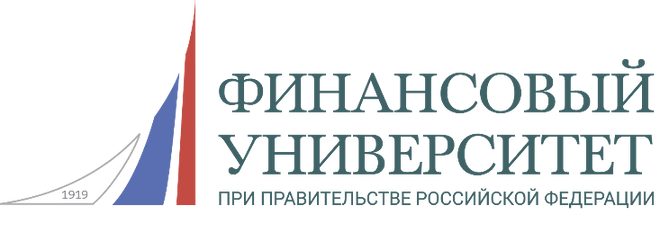 1919
ФИНАНСОВЫЙ
УНИВЕРСИТЕТ
ПРИ ПРАВИТЕЛЬСТВЕ РОССИЙСКОЙ ФЕДЕРАЦИИ